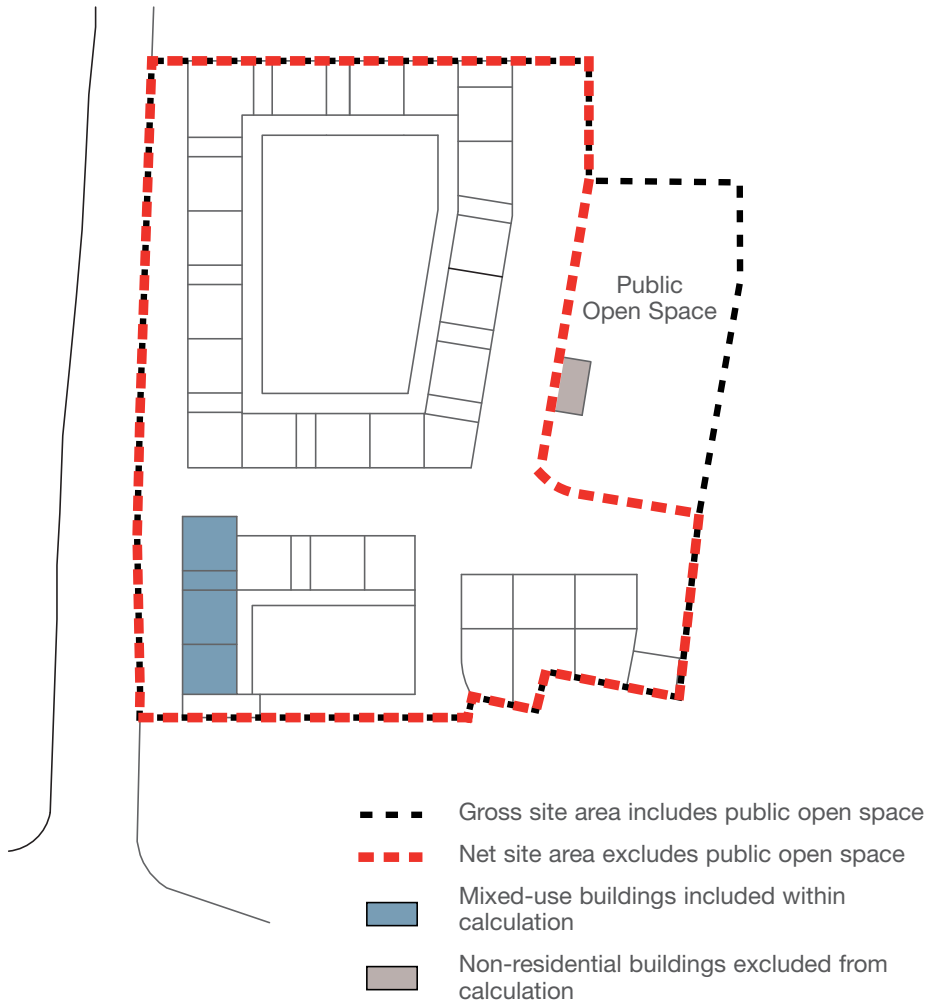 Public
Open Space
Gross site area includes public open space
Net site area excludes public open space
Mixed-use buildings included within
calculation
Non-residential buildings excluded from
calculation